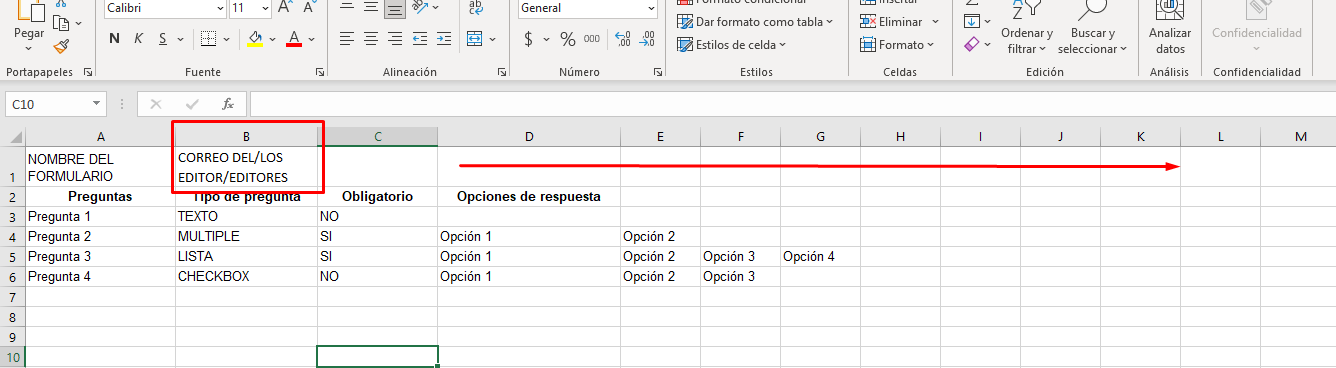 Calibri 11 A A General Formato condicional Insertar
Pegar N K S A ab c $ % 000 Dar formato como tabla Eliminar Ordenar y filtrar Buscar y seleccionar Analizar datos Confidencialidad
Estilos de celda Formato
Portapapeles Fuente Alineación Número Estilos Celdas Edición Análisis Confidencialidad
C10 fx
A B C D E F G H I J K L M
1 NOMBRE DEL
FORMULARIO
CORREO DEL/LOS
EDITOR/EDITORES
2 Preguntas Tipo de pregunta Obligatorio Opciones de respuesta
3 Pregunta 1 TEXTO NO
4 Pregunta 2 MULTIPLE SI Opción 1 Opción 2
5 Pregunta 3 LISTA SI Opción 1 Opción 2 Opción 3 Opción 4
6 Pregunta 4 CHECKBOX NO Opción 1 Opción 2 Opción 3
7
8
9
10